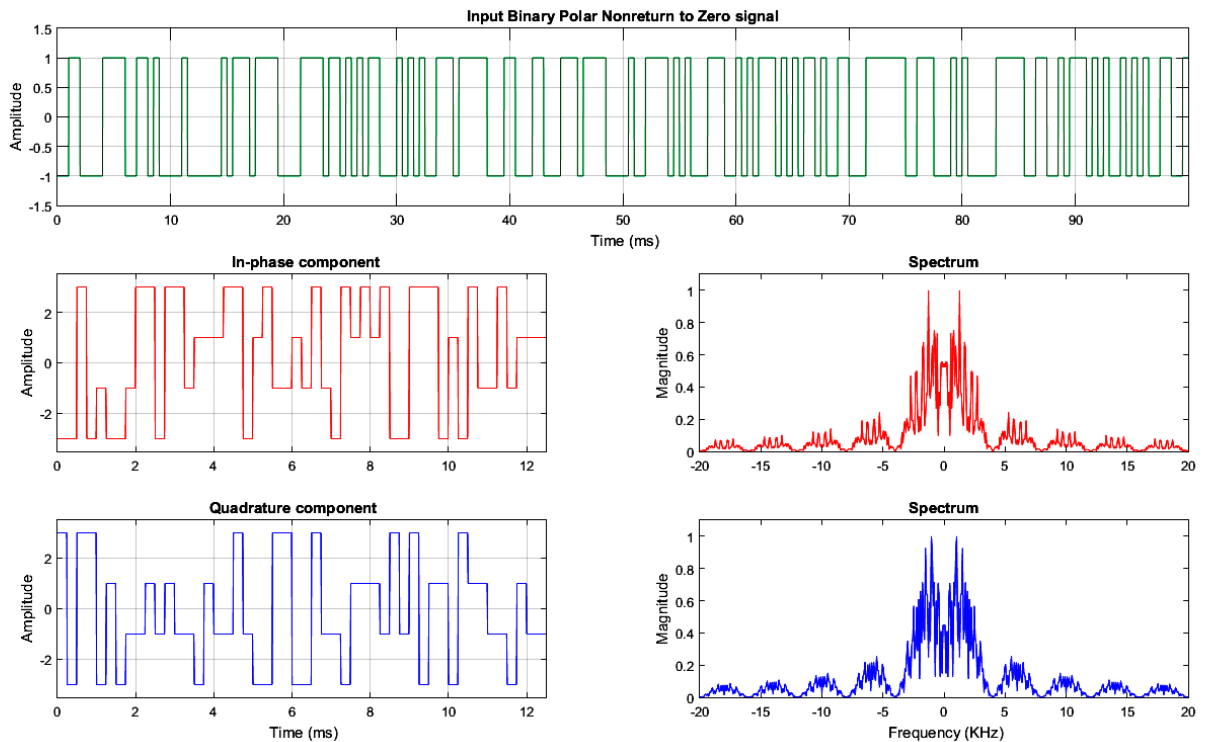 Input Binary Polar Nonreturn to Zero signal
1.5
1
0.5
0
-0.5
-1
-1.5
Amplitude
0 10 20 30 40 50 60 70 80 90
Time (ms)
In-phase component
2
0
-2
Amplitude
0 2 4 6 8 10 12
Spectrum
1
0.8
0.6
0.4
0.2
0
Magnitude
-20 -15 -10 -5 0 5 10 15 20
Quadrature component
2
0
-2
Amplitude
0 2 4 6 8 10 12
Time (ms)
Spectrum
1
0.8
0.6
0.4
0.2
0
Magnitude
-20 -15 -10 -5 0 5 10 15 20
Frequency (KHz)